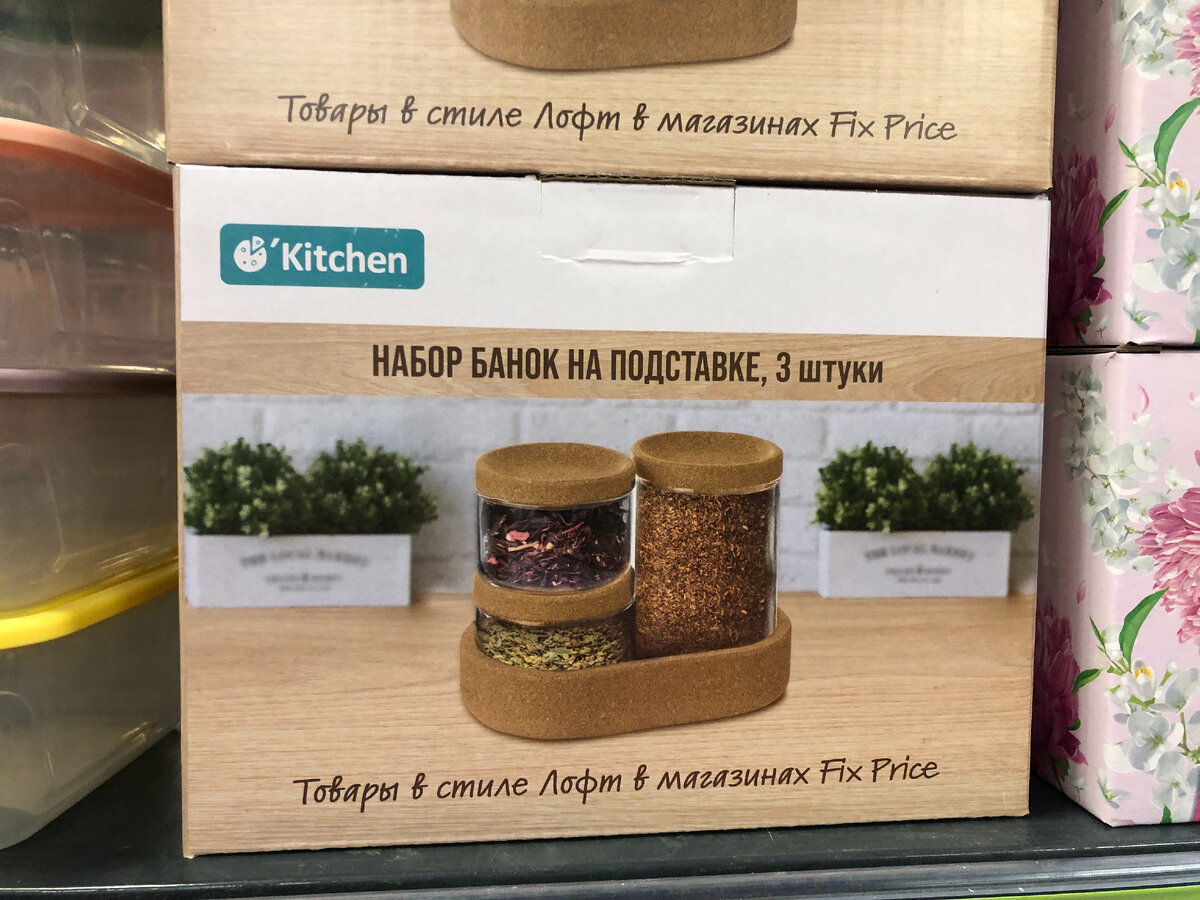 Товары в стиле Лофт в магазинах Fix Price
'Kitchen
НАБОР БАНОК НА ПОДСТАВКЕ, 3 штуки
Товары в стиле Лофт в магазинах Fix Price